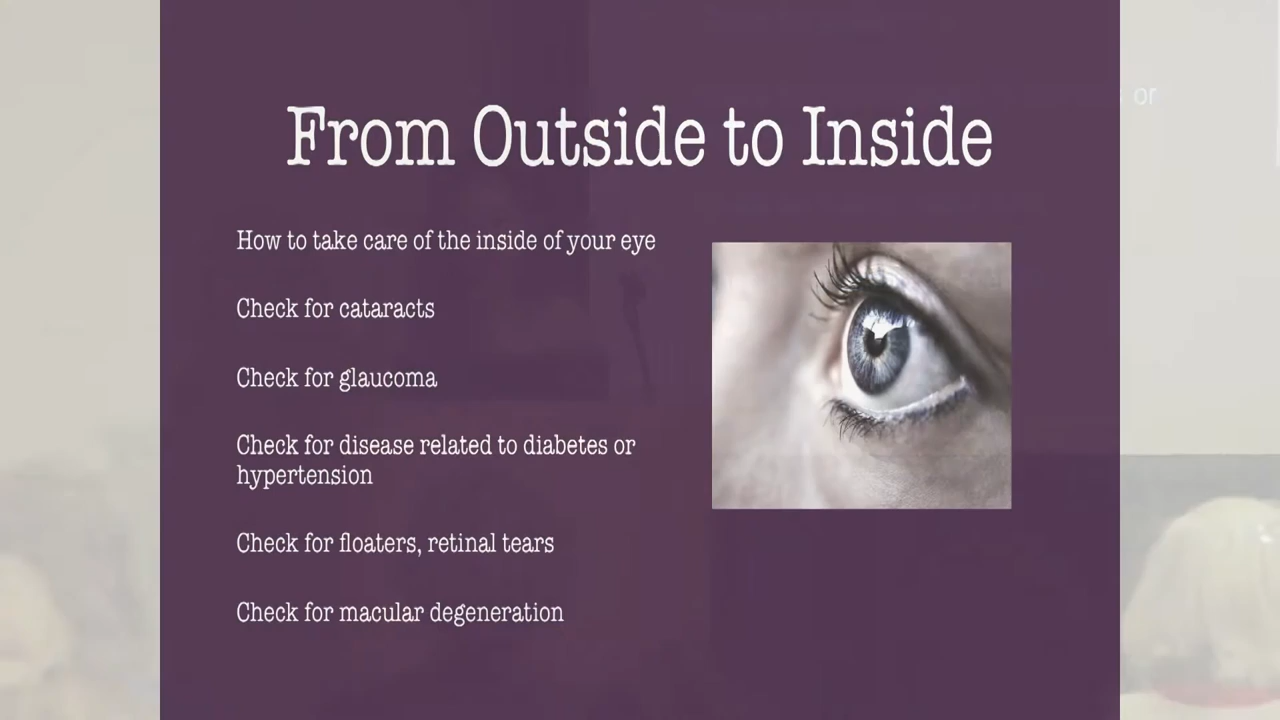 From Outside to Inside
How to take care of the inside of your eye
Check for cataracts
Check for glaucoma
Check for disease related to diabetes or
hypertension
Check for floaters, retinal tears
Check for macular degeneration
or